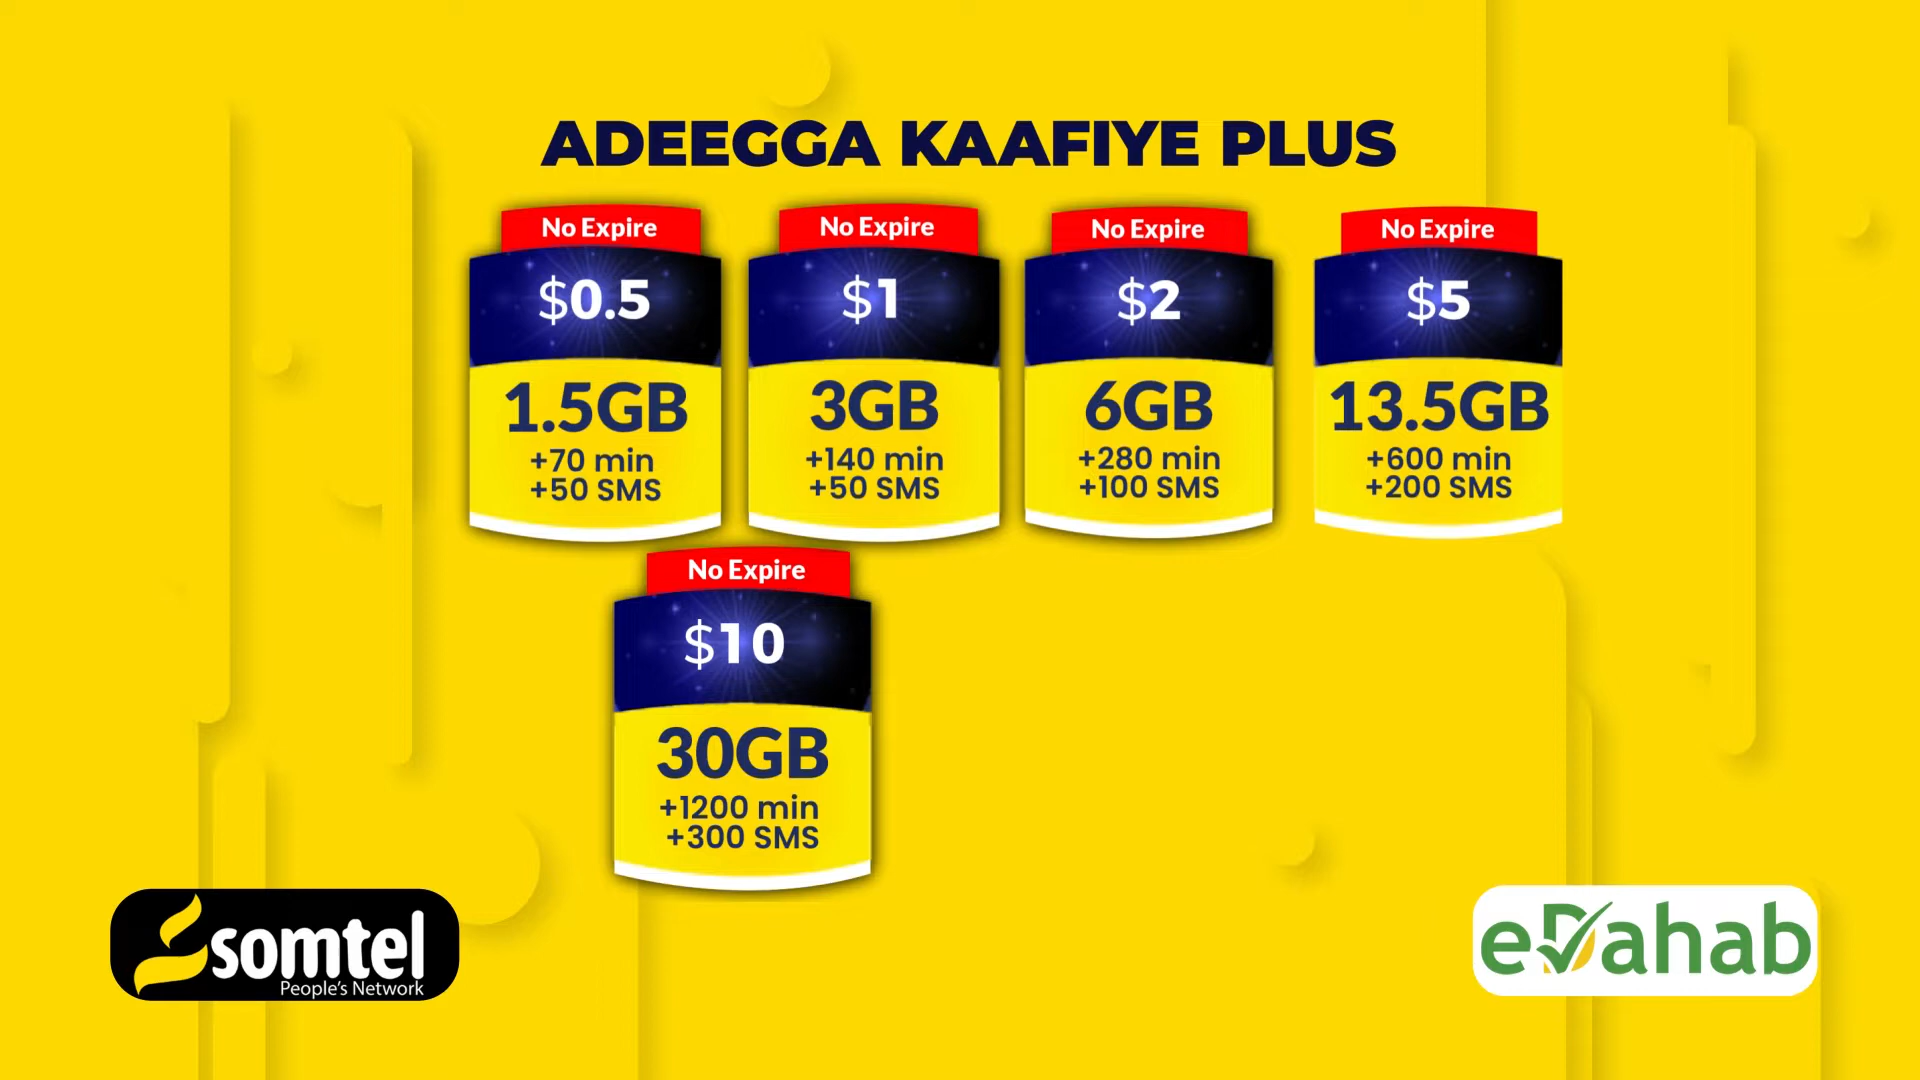 ADEEGGA KAAFIYE PLUS
No Expire
$0.5
1.5GB
+70 min
+50 SMS
No Expire
$1
3GB
+140 min
+50 SMS
No Expire
$2
6GB
+280 min
+100 SMS
No Expire
$5
13.5GB
+600 min
+200 SMS
No Expire
$10
30GB
+1200 min
+300 SMS
somtel
People's Network
eDahab